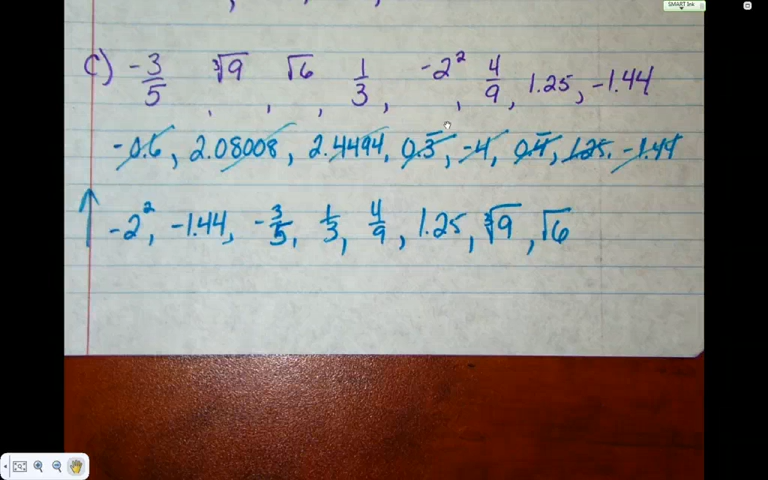 SMART Ink
c) -3/5 ∛9 , √6 , 1/3 , -2² , 4/9 , 1.25 , -1.44
-0.6 , 2.08008 , 2.4494 , 0.3̅ , -4 , 0.4̅ , 1.25 , -1.44
↑ -2² , -1.44 , -3/5 , 1/3 , 4/9 , 1.25 , ∛9 , √6